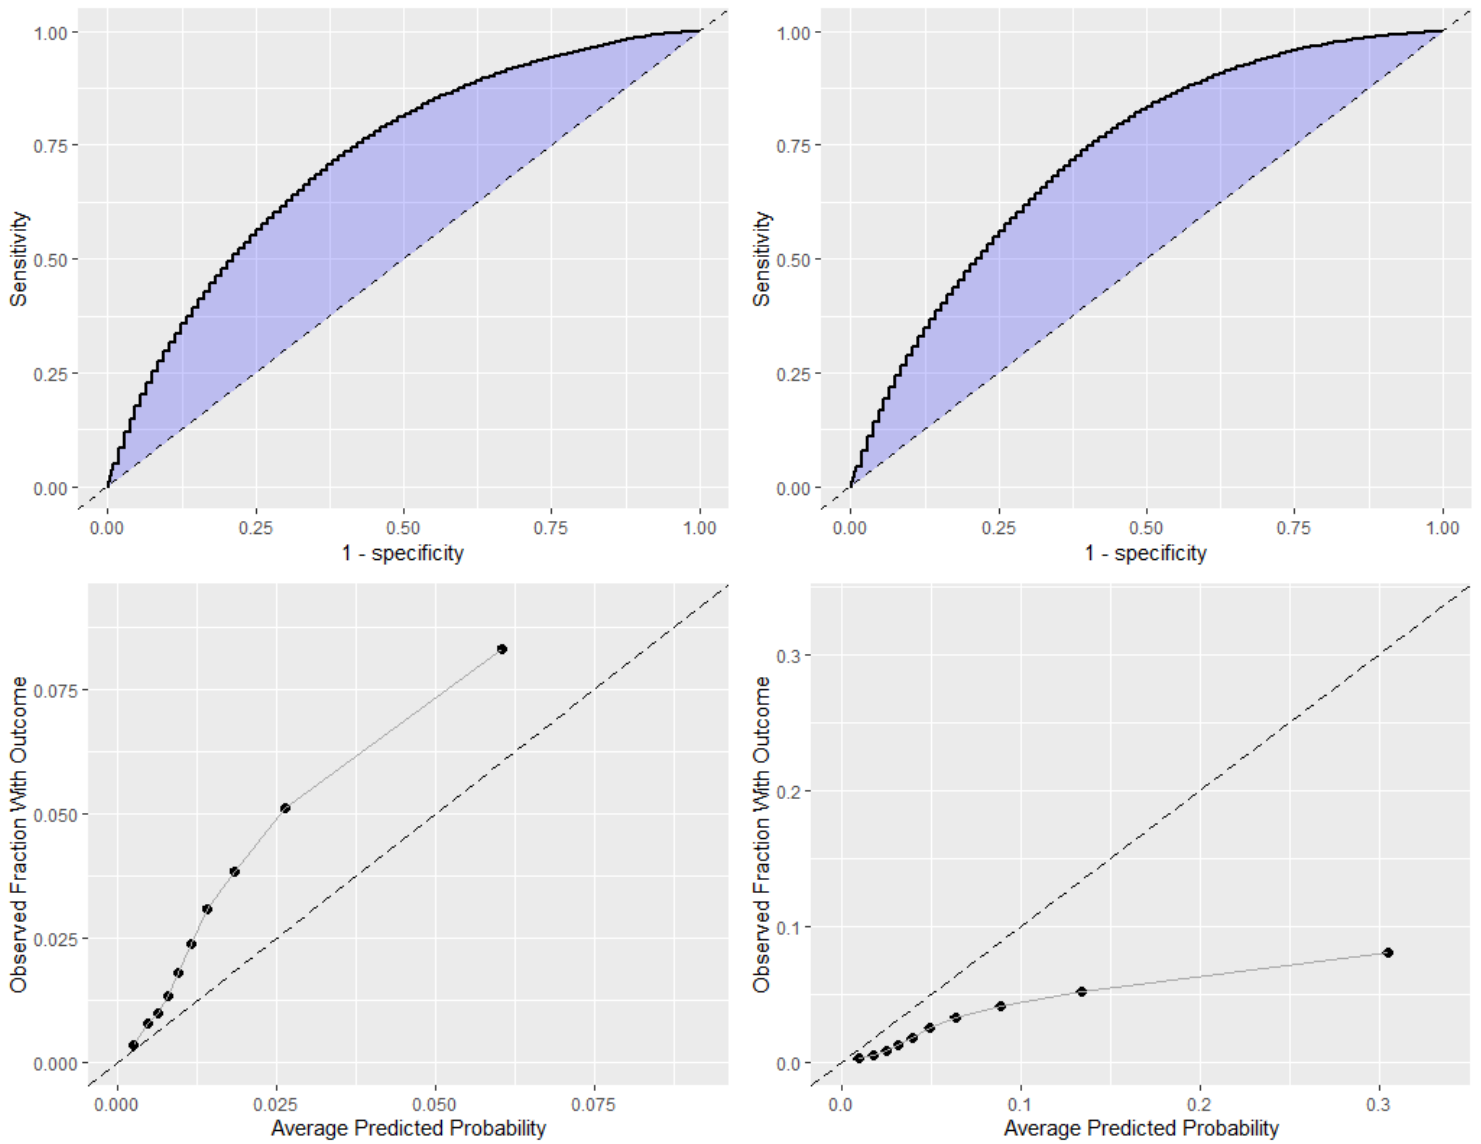 1.00
0.75
0.50
0.25
0.00
Sensitivity
0.00 0.25 0.50 0.75 1.00
1 - specificity
1.00
0.75
0.50
0.25
0.00
Sensitivity
0.00 0.25 0.50 0.75 1.00
1 - specificity
0.075
0.050
0.025
0.000
Observed Fraction With Outcome
0.000 0.025 0.050 0.075
Average Predicted Probability
0.3
0.2
0.1
0.0
Observed Fraction With Outcome
0.0 0.1 0.2 0.3
Average Predicted Probability